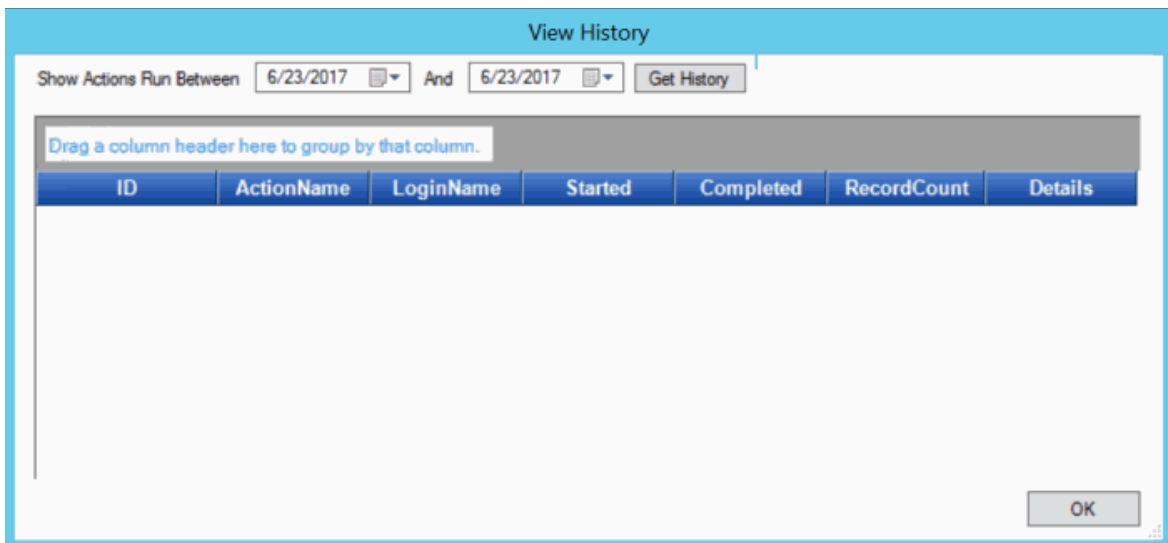 View History
Show Actions Run Between 6/23/2017 And 6/23/2017 Get History
Drag a column header here to group by that column.
ID ActionName LoginName Started Completed RecordCount Details
OK